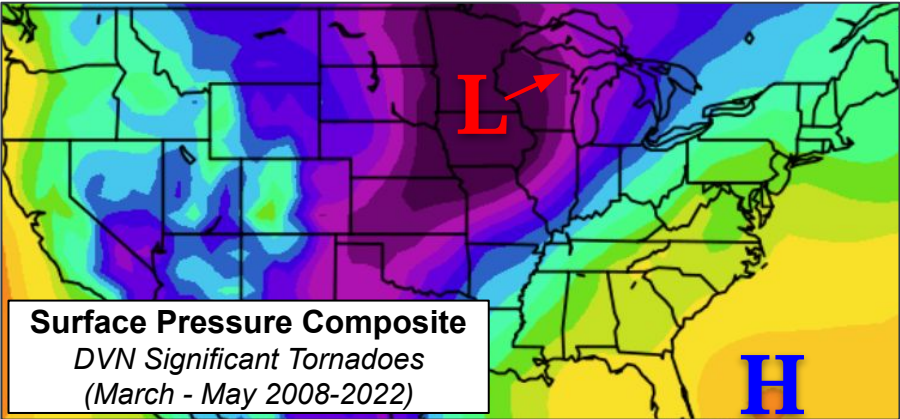 L
Surface Pressure Composite
DVN Significant Tornadoes
(March - May 2008-2022)
H